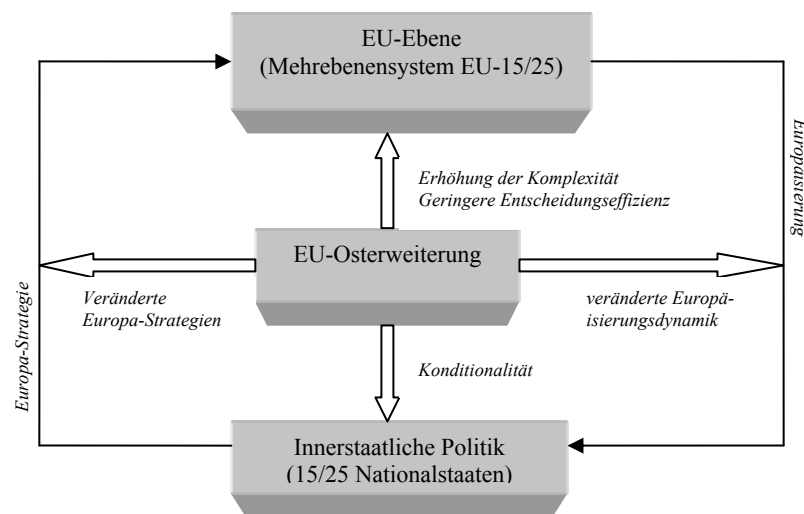 EU-Ebene
(Mehrebenensystem EU-15/25)
Europäisierung
Erhöhung der Komplexität
Geringere Entscheidungseffizienz
EU-Osterweiterung
Europa-Strategie
Veränderte
Europa-Strategien
veränderte Europä-
isierungsdynamik
Konditionalität
Innerstaatliche Politik
(15/25 Nationalstaaten)